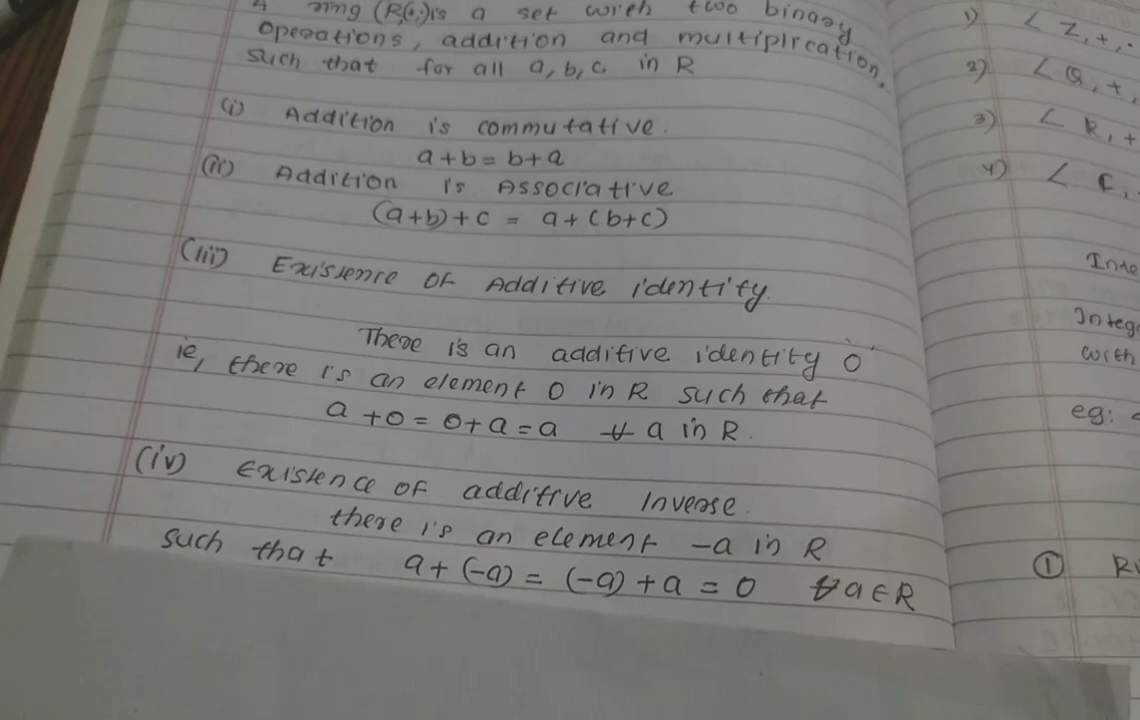 ring (R,+,.) is a set with two binary
operations, addition and multiplication,
such that for all a, b, c in R
(i) Addition is commutative.
a+b = b+a
(ii) Addition is Associative
(a+b)+c = a+(b+c)
(iii) Existence of Additive identity.
There is an additive identity 0
ie, there is an element 0 in R such that
a+0 = 0+a = a ∀ a in R.
(iv) Existence of additive Inverse.
there is an element -a in R
such that a+(-a) = (-a)+a = 0 ∀ a ∈ R
1) < Z, +, .
2) < Q, +,
3) < R, +
4) < C,
Inte
Integ
with
eg:
① Ri